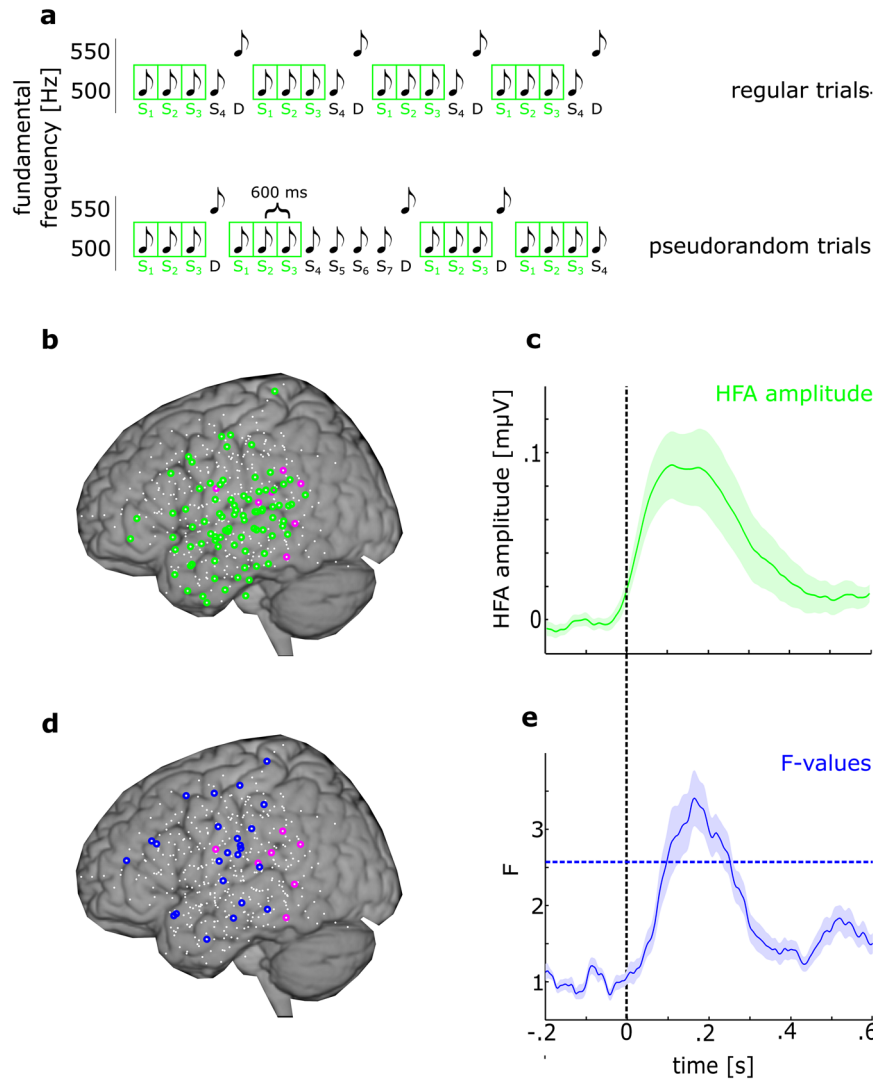 a
fundamental
frequency [Hz]
550
500
S1 S2 S3 S4 D S1 S2 S3 S4 D S1 S2 S3 S4 D S1 S2 S3 S4 D
regular trials
600 ms
550
500
S1 S2 S3 D S1 S2 S3 S4 S5 S6 S7 D S1 S2 S3 D S1 S2 S3 S4
pseudorandom trials
b
c
HFA amplitude
HFA amplitude [mµV]
.1
0
d
e
F-values
F
3
2
1
-.2 0 .2 .4 .6
time [s]